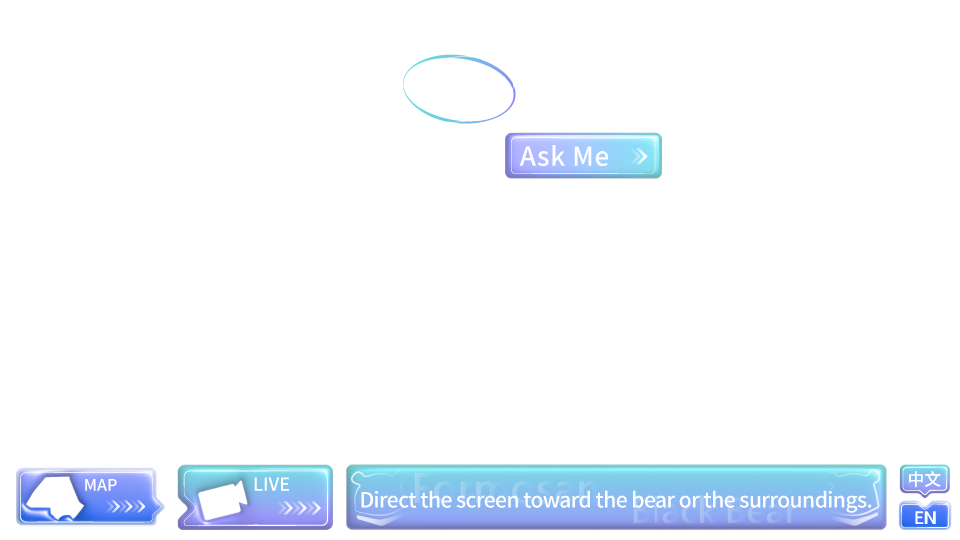 Ask Me
MAP
LIVE
Formosan
Direct the screen toward the bear or the surroundings.
Black Bear
中文
EN